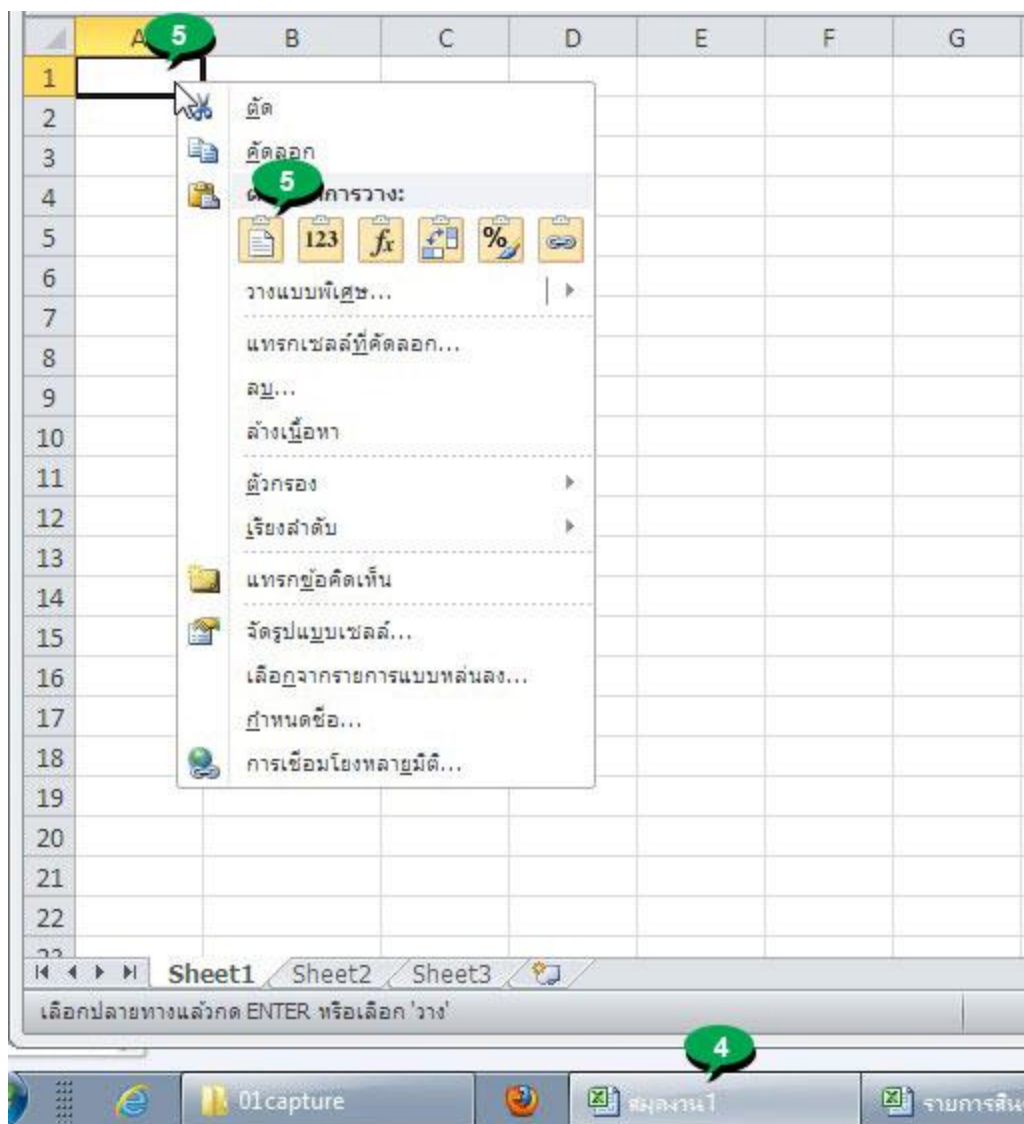 A 5 B C D E F G
1
2 ตัด
3 คัดลอก
4 5 การวาง:
5 123 fx %
6 วางแบบพิเศษ...
7
8 แทรกเซลล์ที่คัดลอก...
9 ลบ...
10 ล้างเนื้อหา
11 ตัวกรอง
12 เรียงลำดับ
13
14 แทรกข้อคิดเห็น
15 จัดรูปแบบเซลล์...
16 เลือกจากรายการแบบหล่นลง...
17 กำหนดชื่อ...
18 การเชื่อมโยงหลายมิติ...
19
20
21
22
23
Sheet1 Sheet2 Sheet3
เลือกปลายทางแล้วกด ENTER หรือเลือก 'วาง'
4
01capture สมุดงาน1 รายการสิน